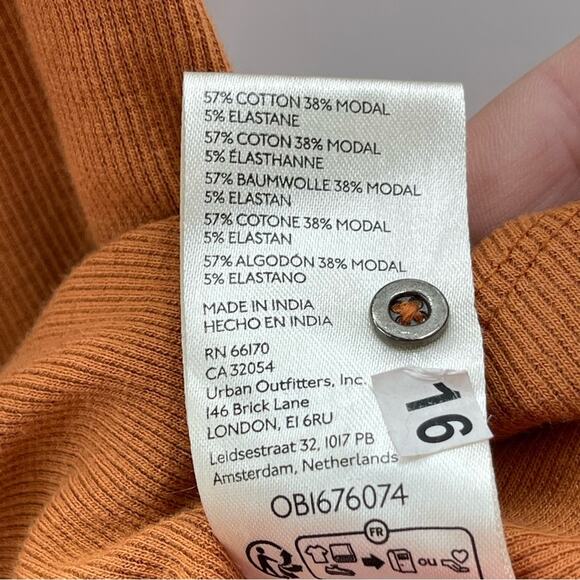 57% COTTON 38% MODAL
5% ELASTANE
57% COTON 38% MODAL
5% ÉLASTHANNE
57% BAUMWOLLE 38% MODAL
5% ELASTAN
57% COTONE 38% MODAL
5% ELASTAN
57% ALGODÓN 38% MODAL
5% ELASTANO
MADE IN INDIA
HECHO EN INDIA
RN 66170
CA 32054
Urban Outfitters, Inc.
146 Brick Lane
LONDON, E1 6RU
Leidsestraat 32, 1017 PB
Amsterdam, Netherlands
16
OB1676074
FR
ou